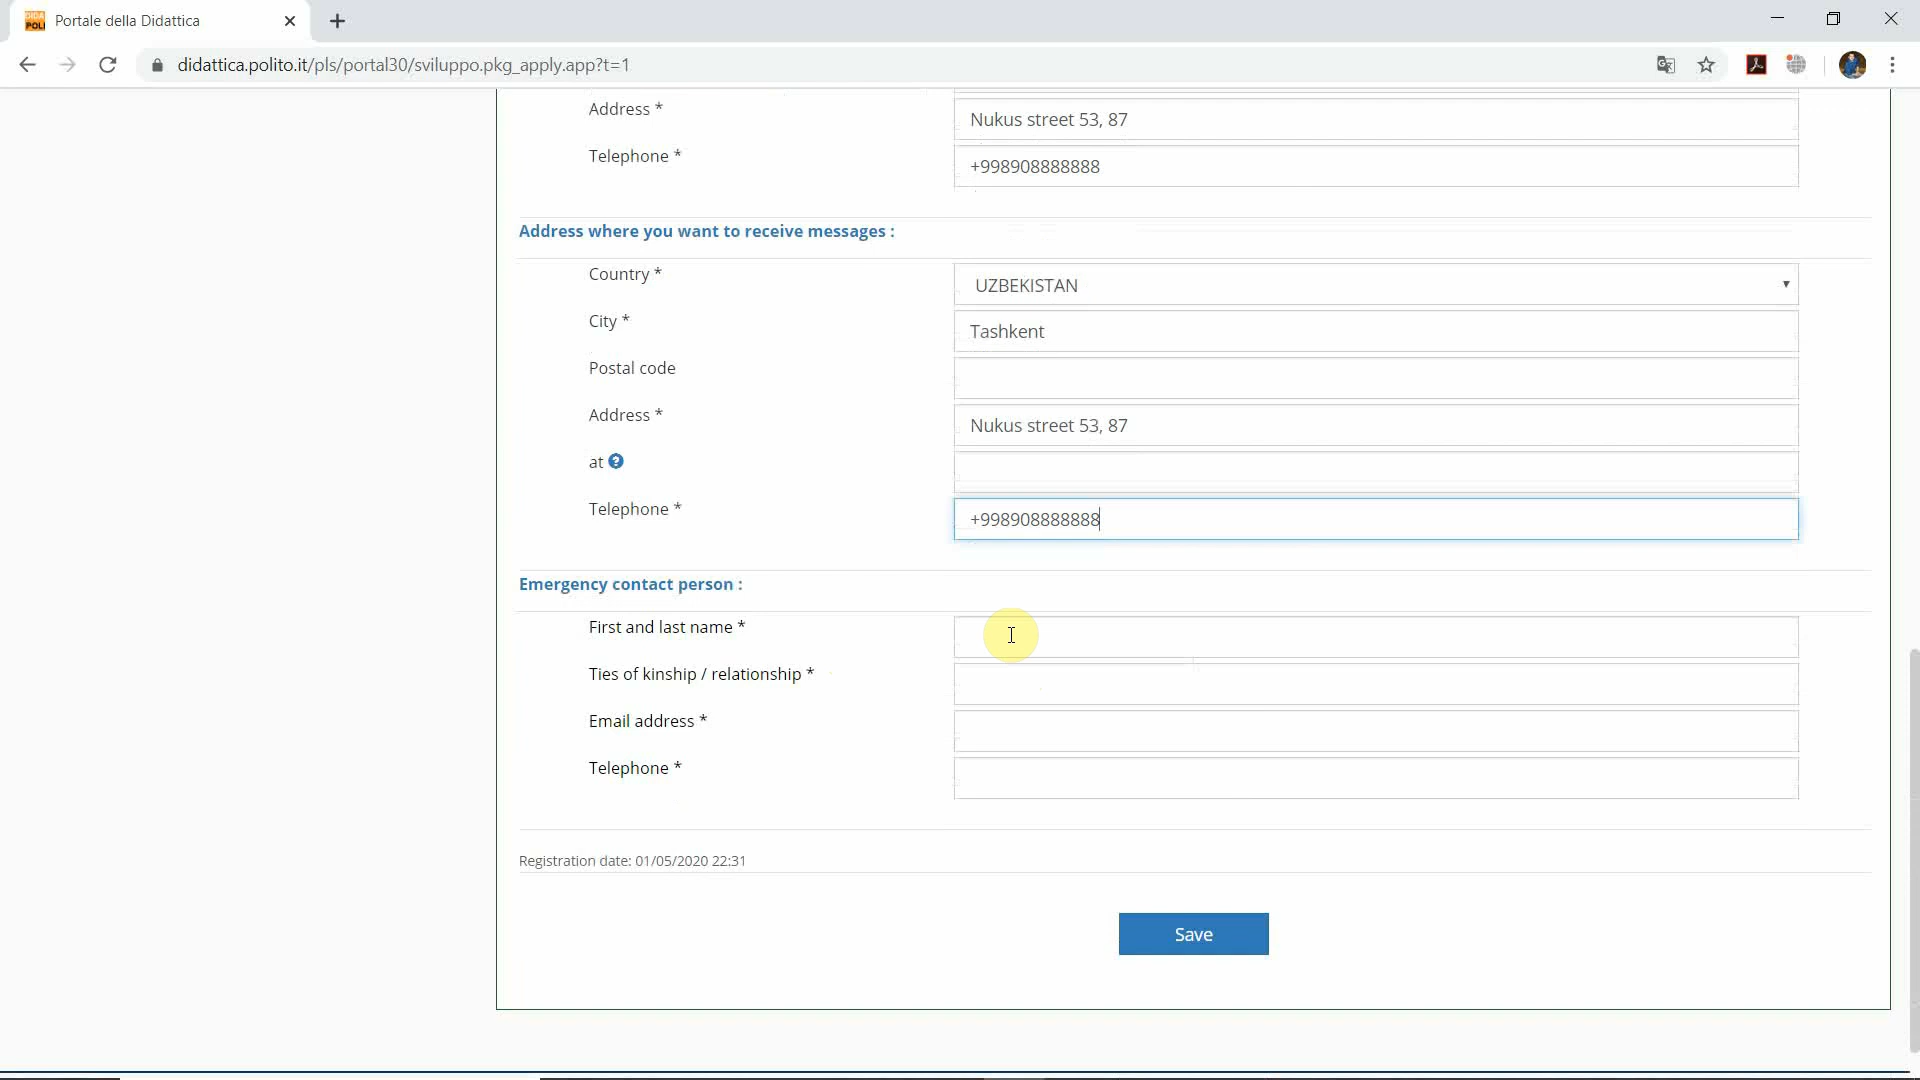 DIDA
POLI
Portale della Didattica
didattica.polito.it/pls/portal30/sviluppo.pkg_apply.app?t=1
Address *
Nukus street 53, 87
Telephone *
+998908888888
Address where you want to receive messages :
Country *
UZBEKISTAN
City *
Tashkent
Postal code
Address *
Nukus street 53, 87
at ?
Telephone *
+998908888888
Emergency contact person :
First and last name *
Ties of kinship / relationship *
Email address *
Telephone *
Registration date: 01/05/2020 22:31
Save